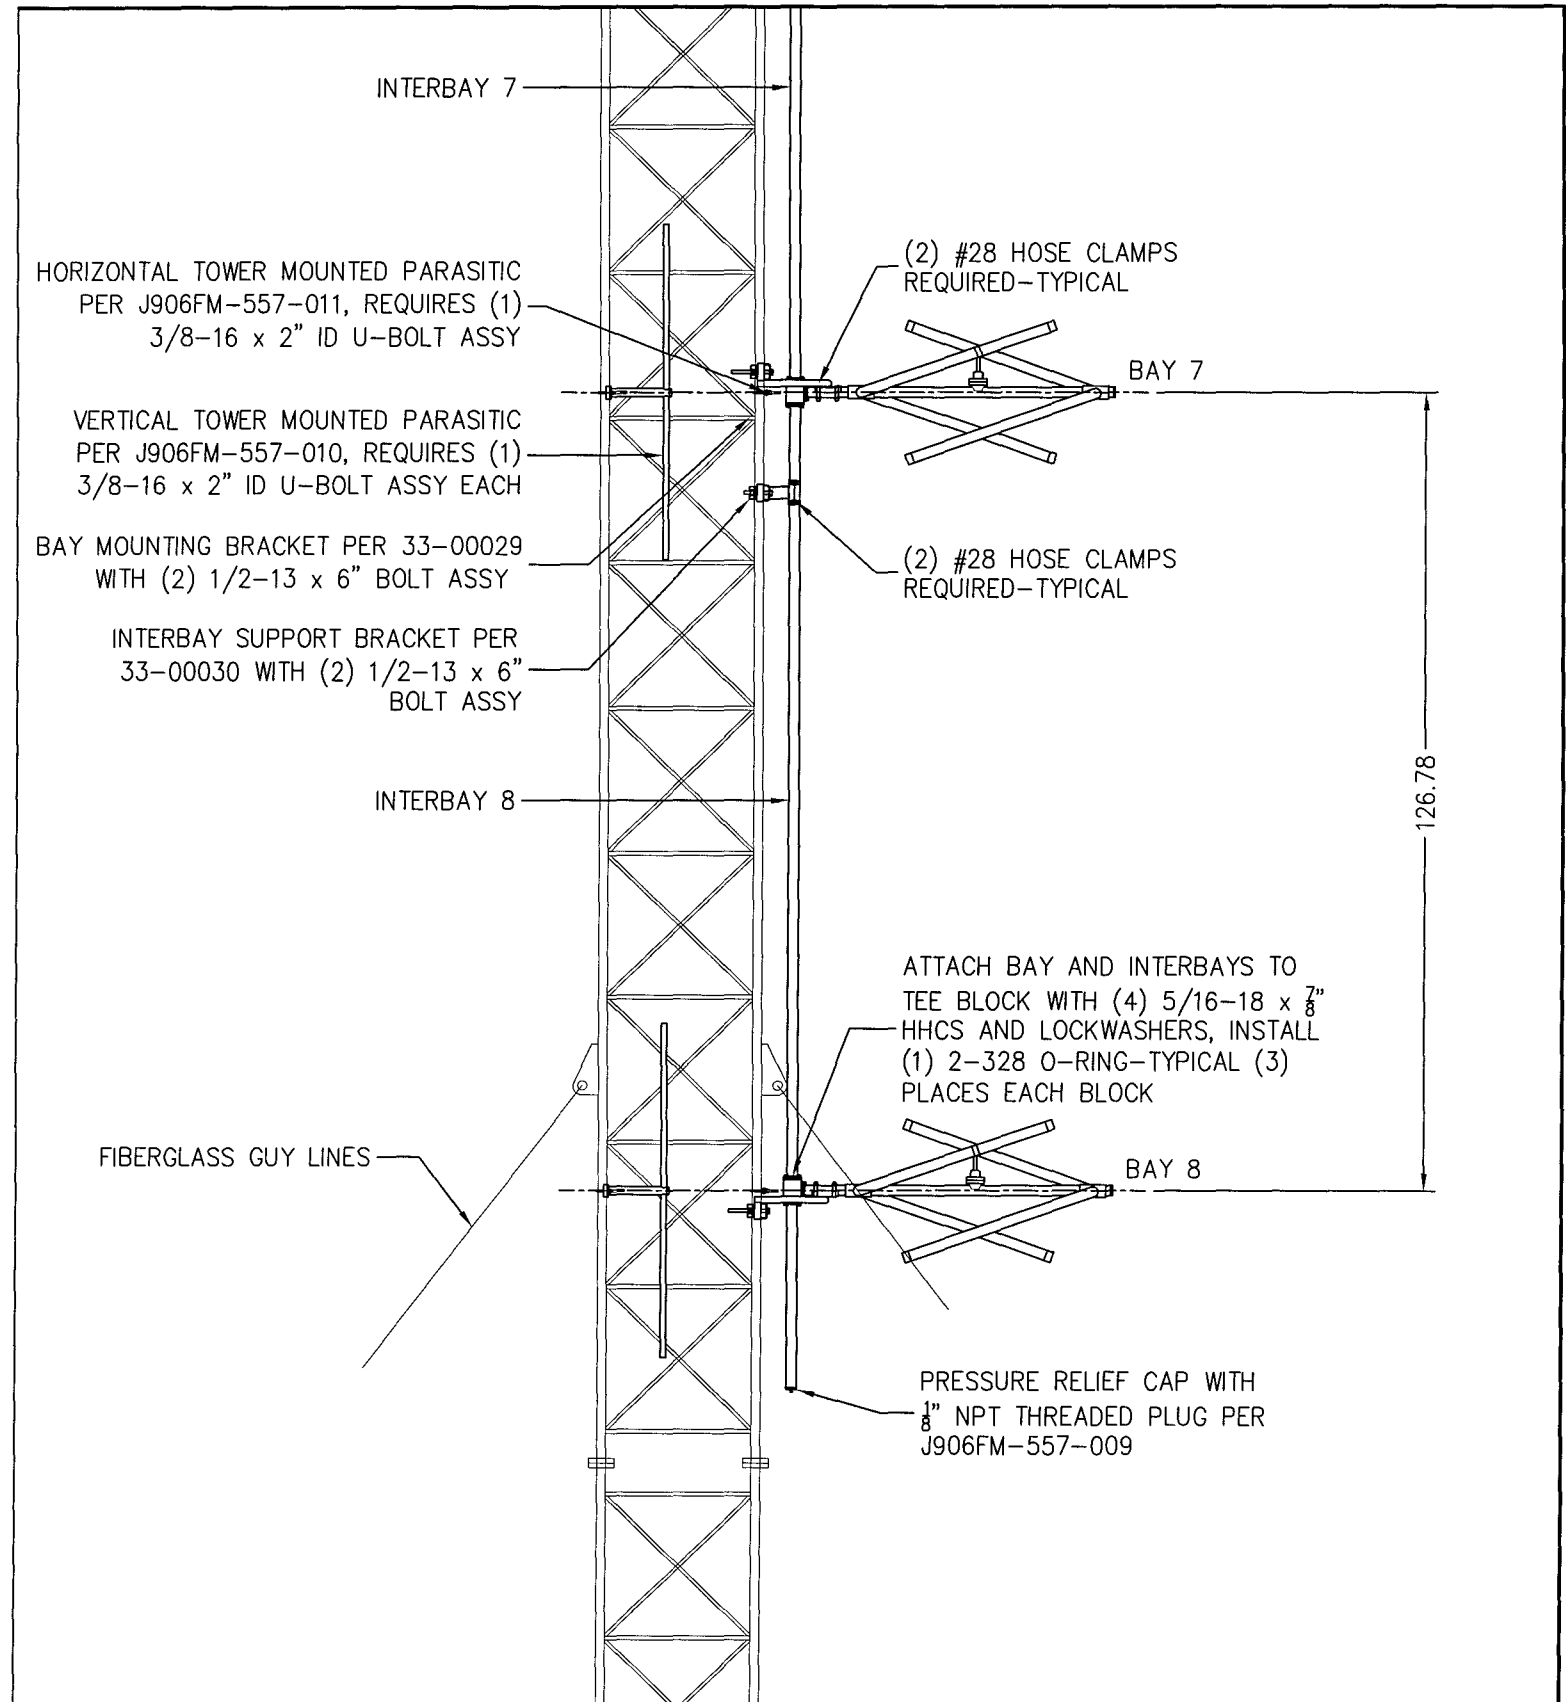 INTERBAY 7
HORIZONTAL TOWER MOUNTED PARASITIC
PER J906FM-557-011, REQUIRES (1)
3/8-16 x 2" ID U-BOLT ASSY
(2) #28 HOSE CLAMPS
REQUIRED-TYPICAL
BAY 7
VERTICAL TOWER MOUNTED PARASITIC
PER J906FM-557-010, REQUIRES (1)
3/8-16 x 2" ID U-BOLT ASSY EACH
BAY MOUNTING BRACKET PER 33-00029
WITH (2) 1/2-13 x 6" BOLT ASSY
(2) #28 HOSE CLAMPS
REQUIRED-TYPICAL
INTERBAY SUPPORT BRACKET PER
33-00030 WITH (2) 1/2-13 x 6"
BOLT ASSY
INTERBAY 8
126.78
ATTACH BAY AND INTERBAYS TO
TEE BLOCK WITH (4) 5/16-18 x 7/8"
HHCS AND LOCKWASHERS, INSTALL
(1) 2-328 O-RING-TYPICAL (3)
PLACES EACH BLOCK
FIBERGLASS GUY LINES
BAY 8
PRESSURE RELIEF CAP WITH
1/8" NPT THREADED PLUG PER
J906FM-557-009